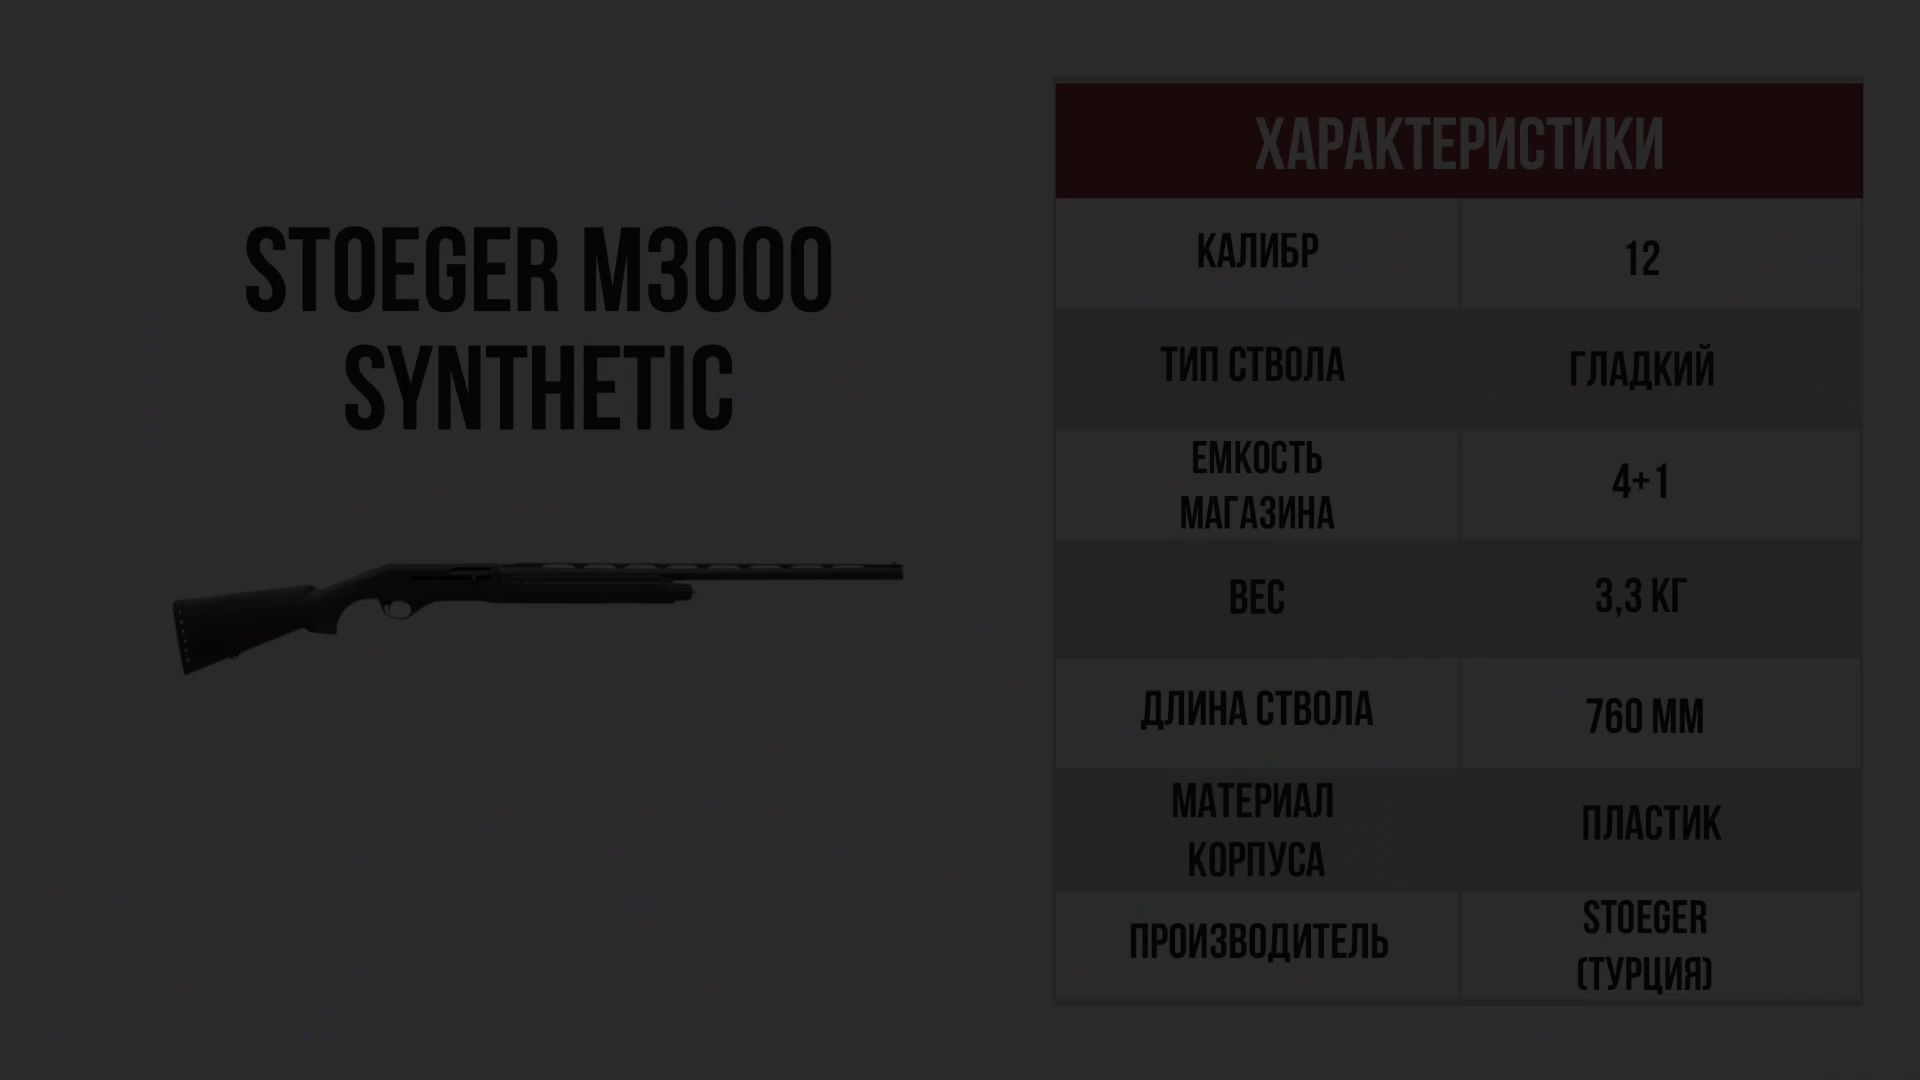 STOEGER M3000
SYNTHETIC
ХАРАКТЕРИСТИКИ
КАЛИБР
12
ТИП СТВОЛА
ГЛАДКИЙ
ЕМКОСТЬ
МАГАЗИНА
4+1
ВЕС
3,3 КГ
ДЛИНА СТВОЛА
760 ММ
МАТЕРИАЛ
КОРПУСА
ПЛАСТИК
ПРОИЗВОДИТЕЛЬ
STOEGER
(ТУРЦИЯ)